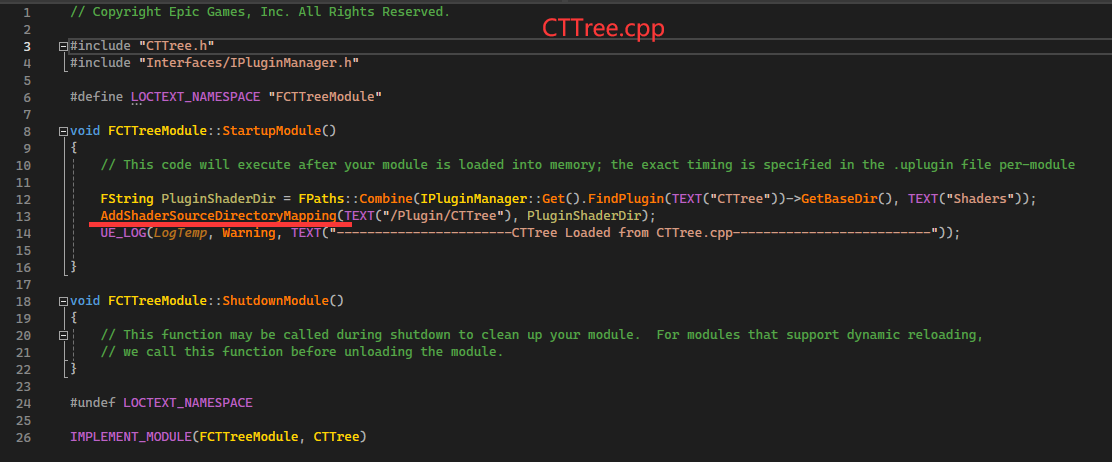 CTTree.cpp
1 // Copyright Epic Games, Inc. All Rights Reserved.
2
3 #include "CTTree.h"
4 #include "Interfaces/IPluginManager.h"
5
6 #define LOCTEXT_NAMESPACE "FCTTreeModule"
7
8 void FCTTreeModule::StartupModule()
9 {
10 // This code will execute after your module is loaded into memory; the exact timing is specified in the .uplugin file per-module
11
12 FString PluginShaderDir = FPaths::Combine(IPluginManager::Get().FindPlugin(TEXT("CTTree"))->GetBaseDir(), TEXT("Shaders"));
13 AddShaderSourceDirectoryMapping(TEXT("/Plugin/CTTree"), PluginShaderDir);
14 UE_LOG(LogTemp, Warning, TEXT("-----------------------CTTree Loaded from CTTree.cpp--------------------------"));
15
16 }
17
18 void FCTTreeModule::ShutdownModule()
19 {
20 // This function may be called during shutdown to clean up your module.  For modules that support dynamic reloading,
21 // we call this function before unloading the module.
22 }
23
24 #undef LOCTEXT_NAMESPACE
25
26 IMPLEMENT_MODULE(FCTTreeModule, CTTree)